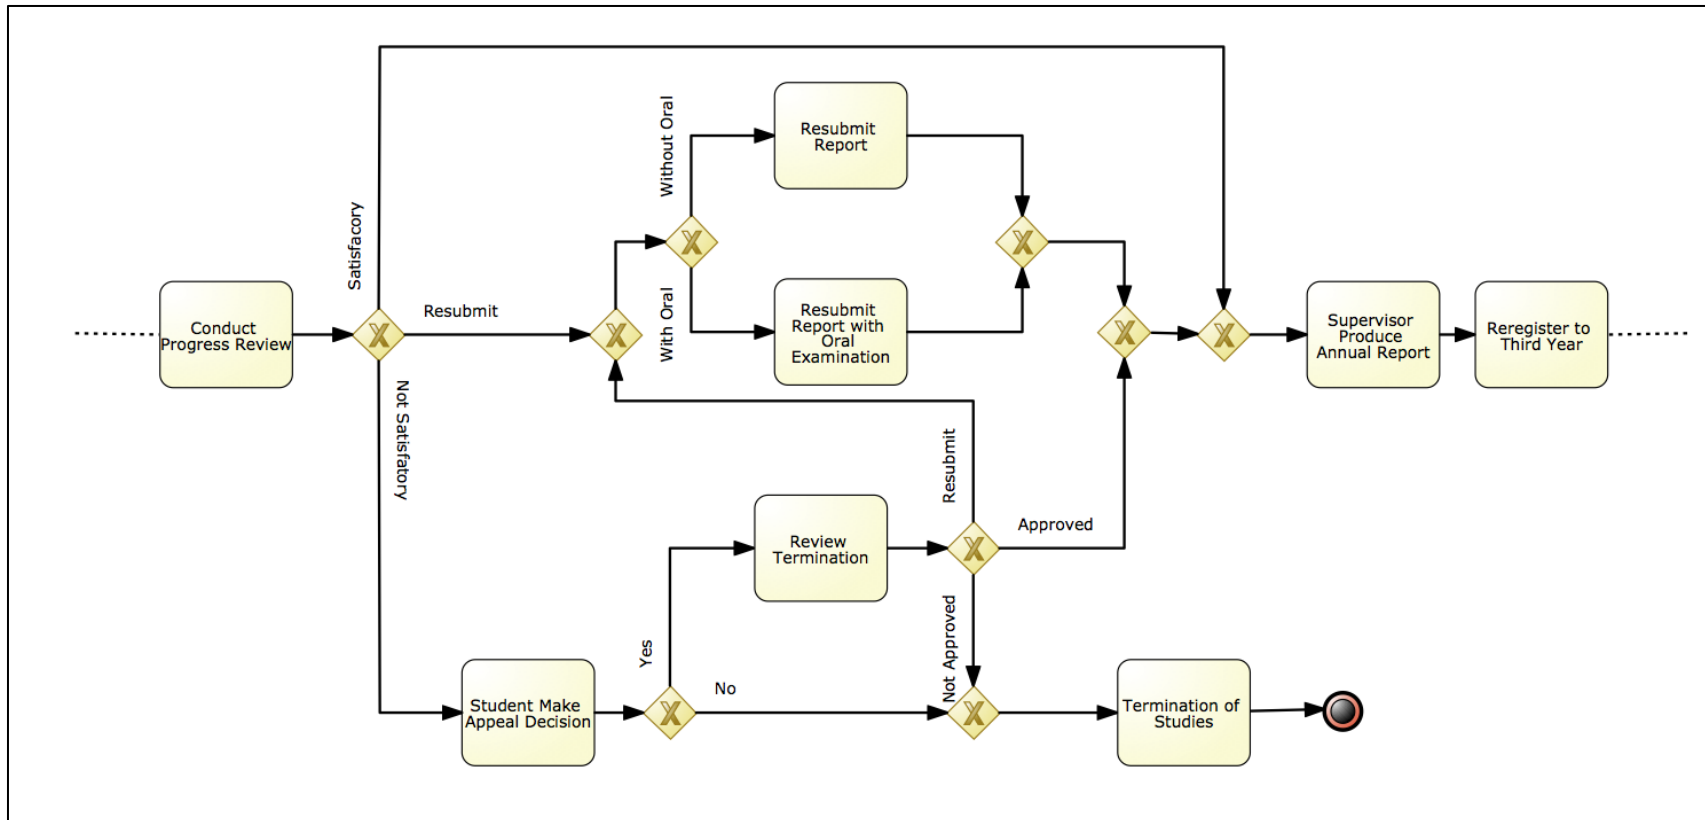 Without Oral
Resubmit
Report
Satisfacory
Conduct
Progress Review
Resubmit
With Oral
Resubmit
Report with
Oral
Examination
Supervisor
Produce
Annual Report
Reregister to
Third Year
Not Satisfatory
Resubmit
Review
Termination
Approved
Yes
No
Not Approved
Student Make
Appeal Decision
Termination of
Studies